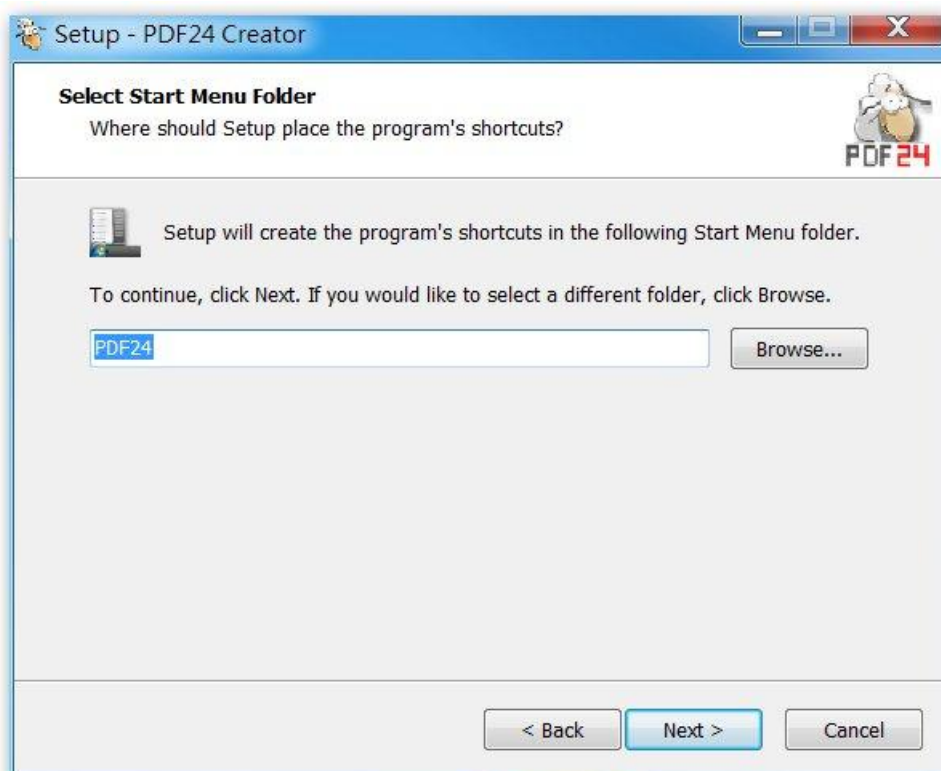 Setup - PDF24 Creator
Select Start Menu Folder
Where should Setup place the program's shortcuts?
PDF24
Setup will create the program's shortcuts in the following Start Menu folder.
To continue, click Next. If you would like to select a different folder, click Browse.
PDF24
Browse...
< Back
Next >
Cancel